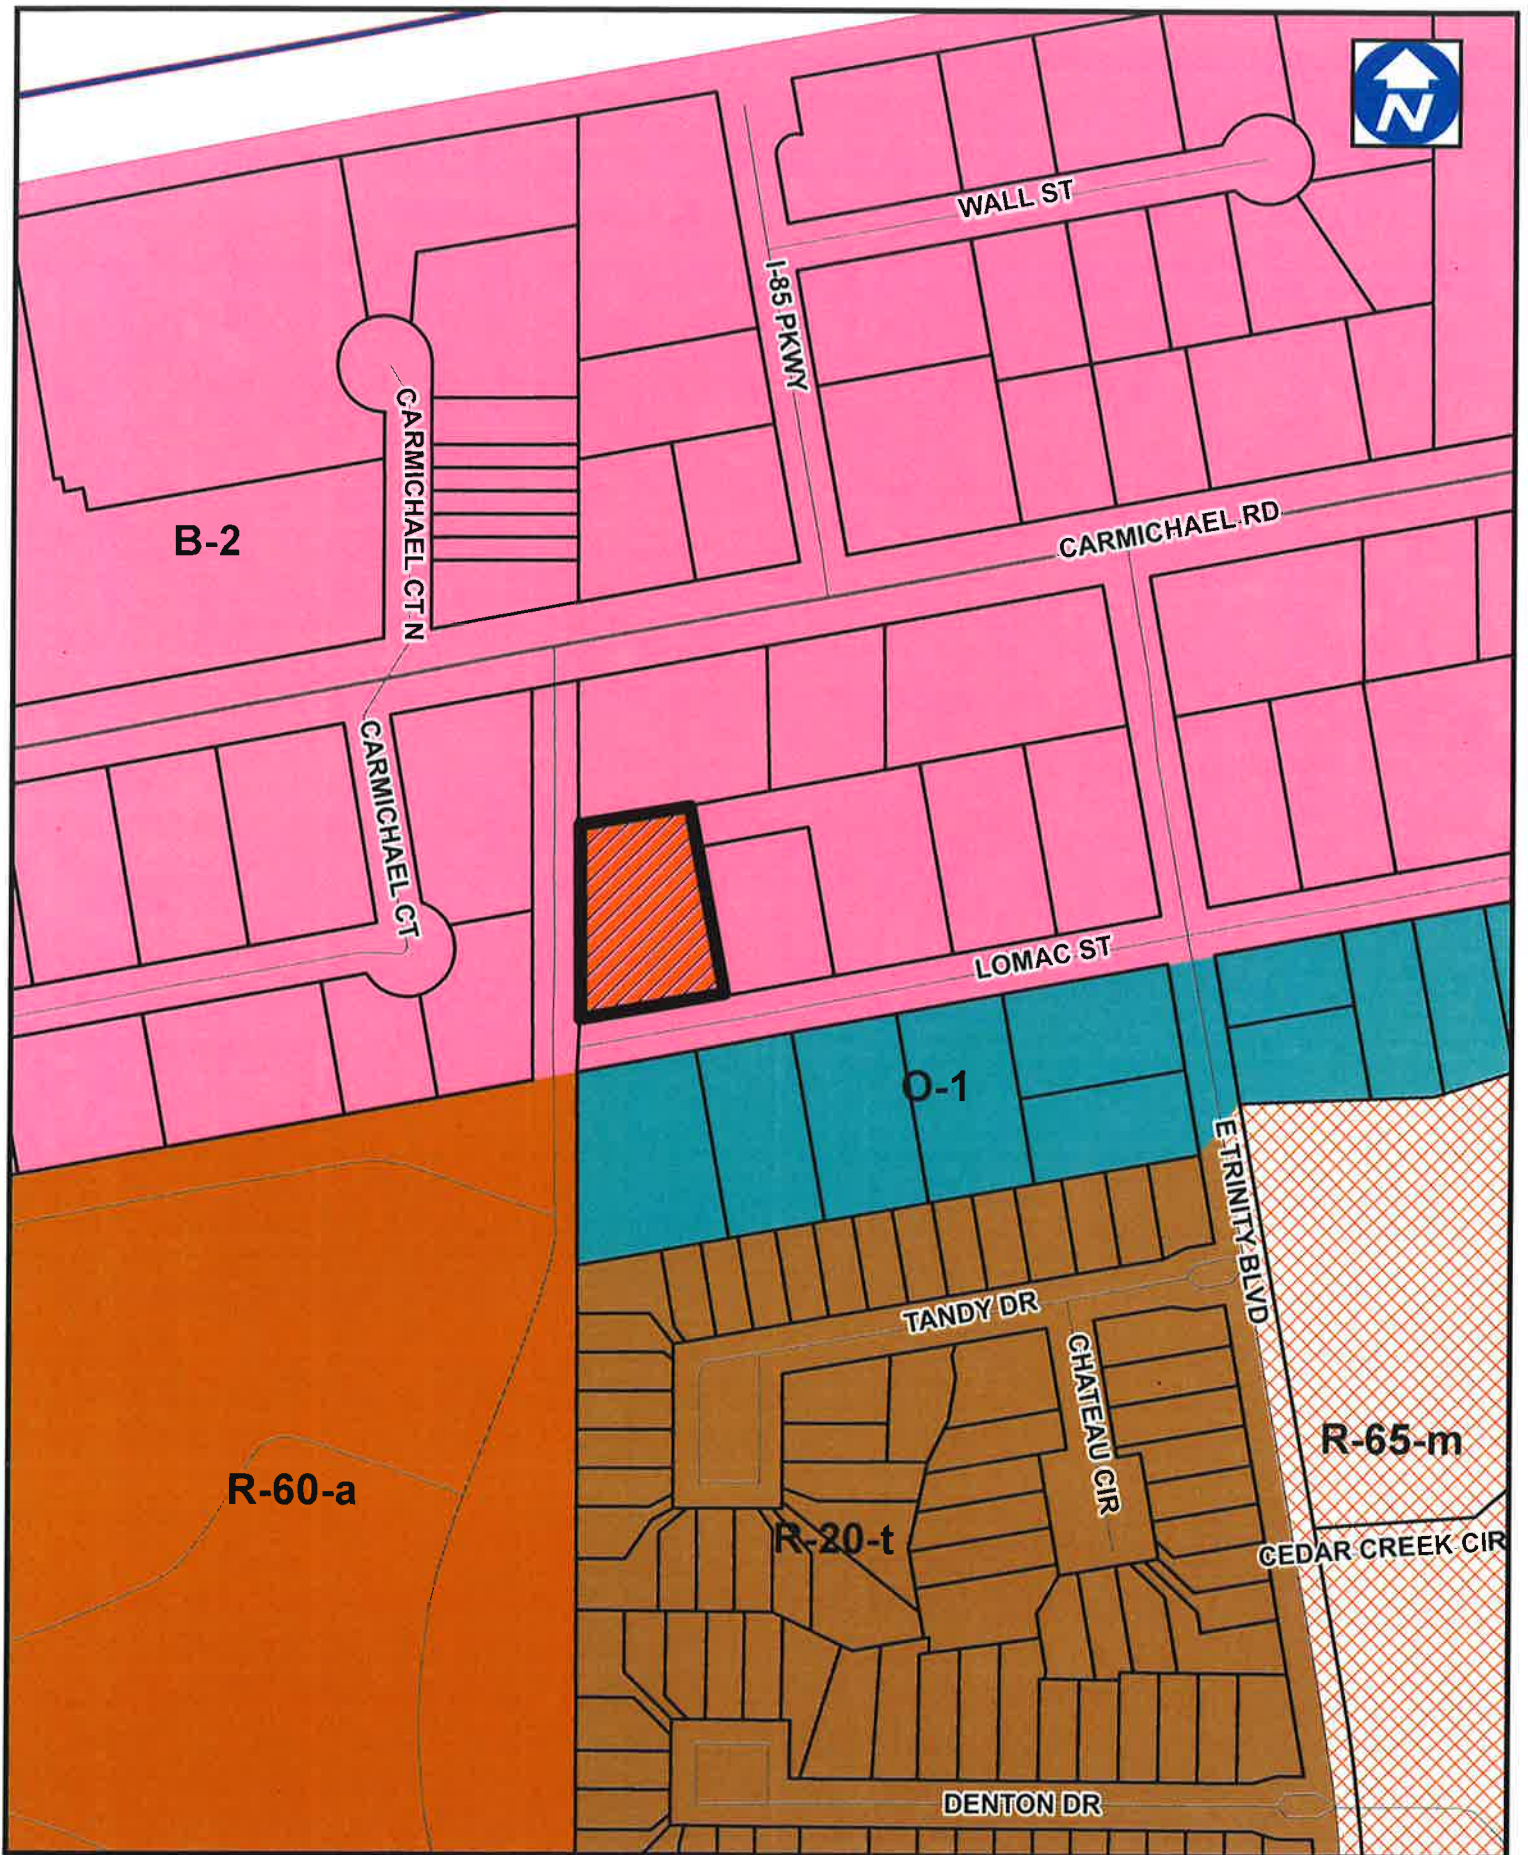 N
WALL ST
I-85 PKWY
CARMICHAEL CT N
B-2
CARMICHAEL RD
CARMICHAEL CT
LOMAC ST
O-1
E TRINITY BLVD
TANDY DR
CHATEAU CIR
R-65-m
R-60-a
R-20-t
CEDAR CREEK CIR
DENTON DR